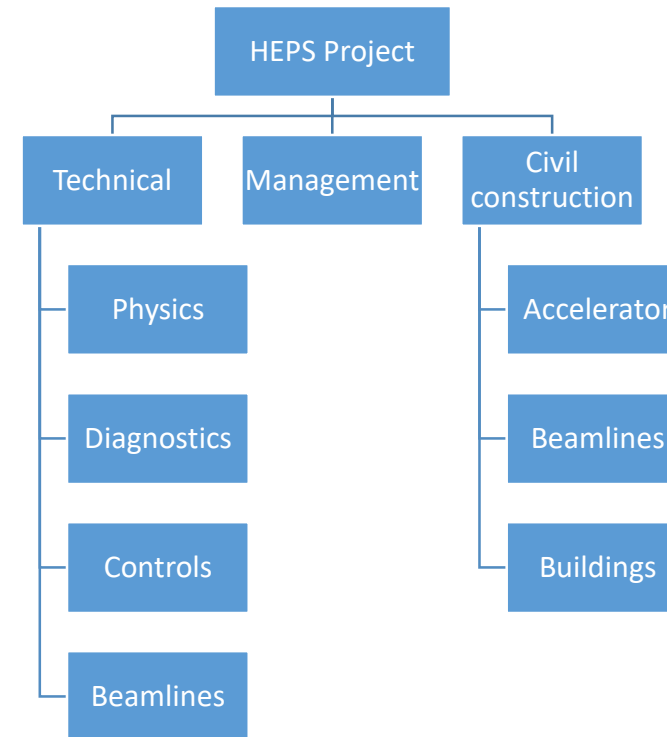 HEPS Project
Technical
Management
Civil
construction
Physics
Diagnostics
Controls
Beamlines
Accelerator
Beamlines
Buildings